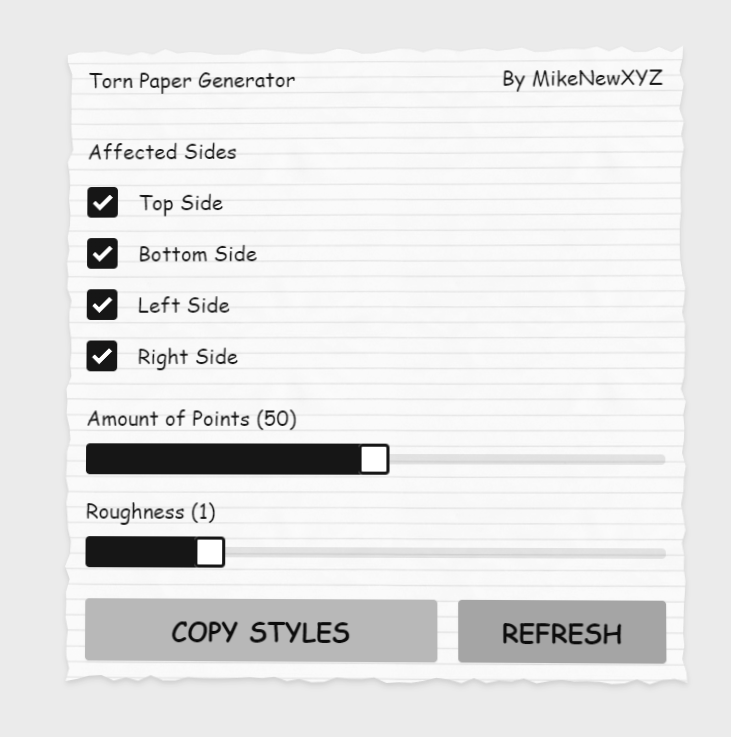 Torn Paper Generator By MikeNewXYZ
Affected Sides
Top Side
Bottom Side
Left Side
Right Side
Amount of Points (50)
Roughness (1)
COPY STYLES REFRESH